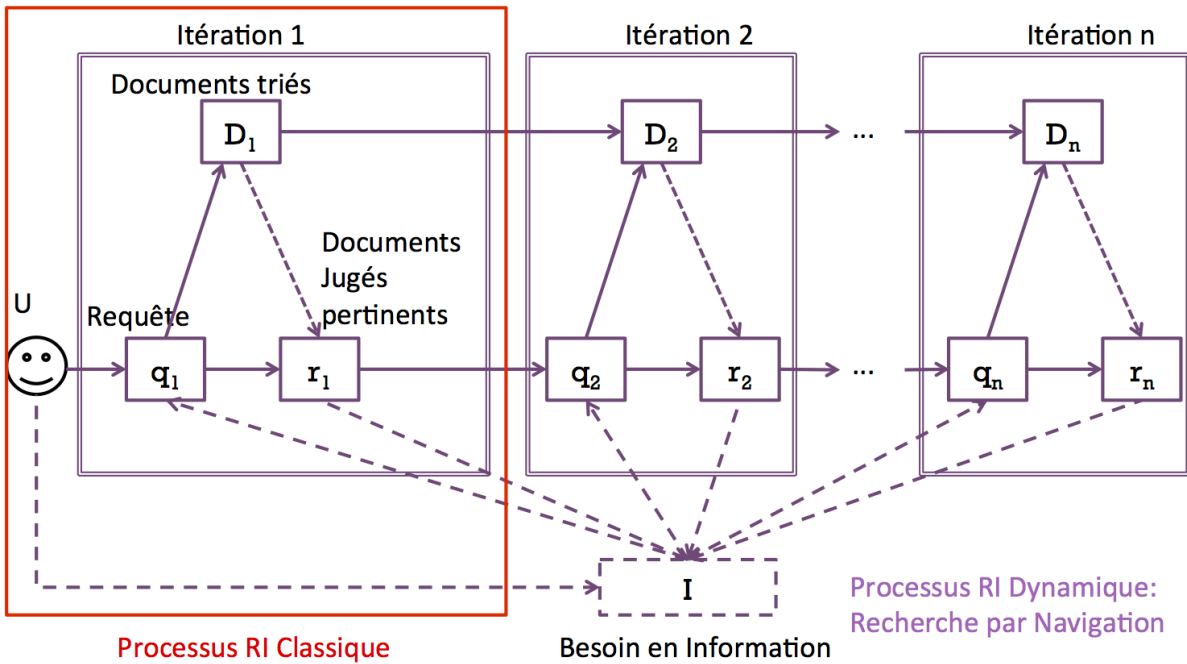 Itération 1
Itération 2
Itération n
Documents triés
D1
D2
...
Dn
Documents
Jugés
pertinents
U
Requête
q1
r1
q2
r2
...
qn
rn
I
Processus RI Dynamique:
Recherche par Navigation
Processus RI Classique
Besoin en Information